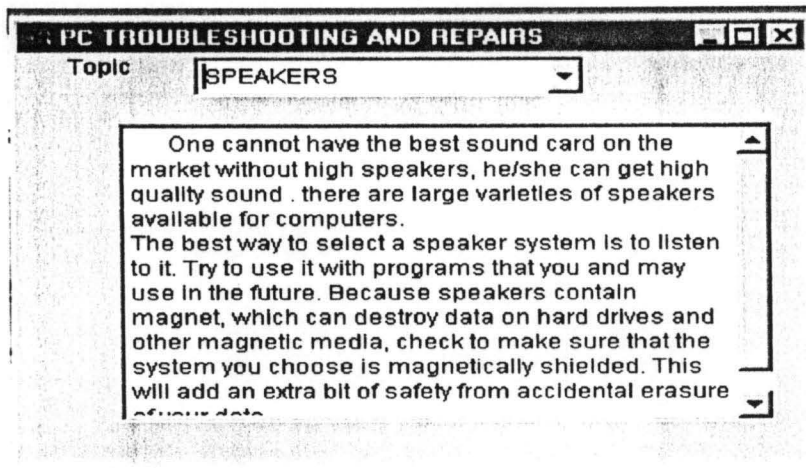 PC TROUBLESHOOTING AND REPAIRS
Topic
SPEAKERS
One cannot have the best sound card on the
market without high speakers, he/she can get high
quality sound . there are large varieties of speakers
available for computers.
The best way to select a speaker system is to listen
to it. Try to use it with programs that you and may
use in the future. Because speakers contain
magnet, which can destroy data on hard drives and
other magnetic media, check to make sure that the
system you choose is magnetically shielded. This
will add an extra bit of safety from accidental erasure
of your data